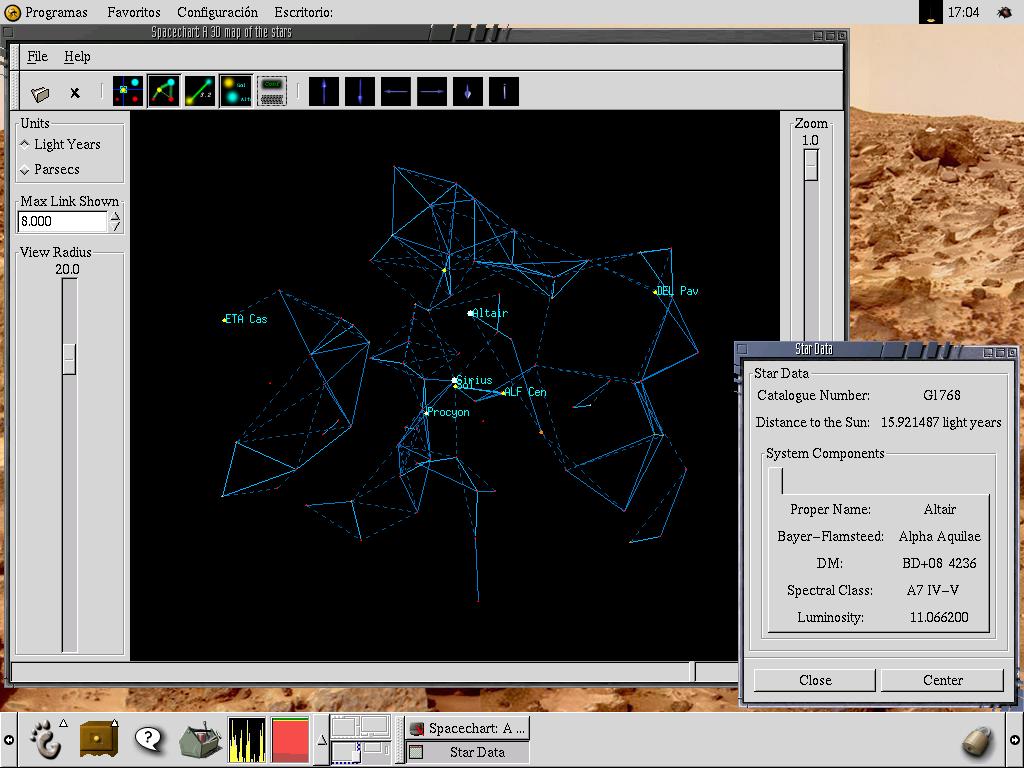 Programas Favoritos Configuración Escritorio: 17:04
Spacechart A 3D map of the stars
File Help
Units
Light Years
Parsecs
Max Link Shown
8.000
View Radius
20.0
Zoom
1.0
DEL Pav
ETA Cas
Altair
Sirius
Sol
ALF Cen
Procyon
Star Data
Star Data
Catalogue Number: Gl768
Distance to the Sun: 15.921487 light years
System Components
Proper Name: Altair
Bayer-Flamsteed: Alpha Aquilae
DM: BD+08 4236
Spectral Class: A7 IV-V
Luminosity: 11.066200
Close Center
Spacechart: A ...
Star Data